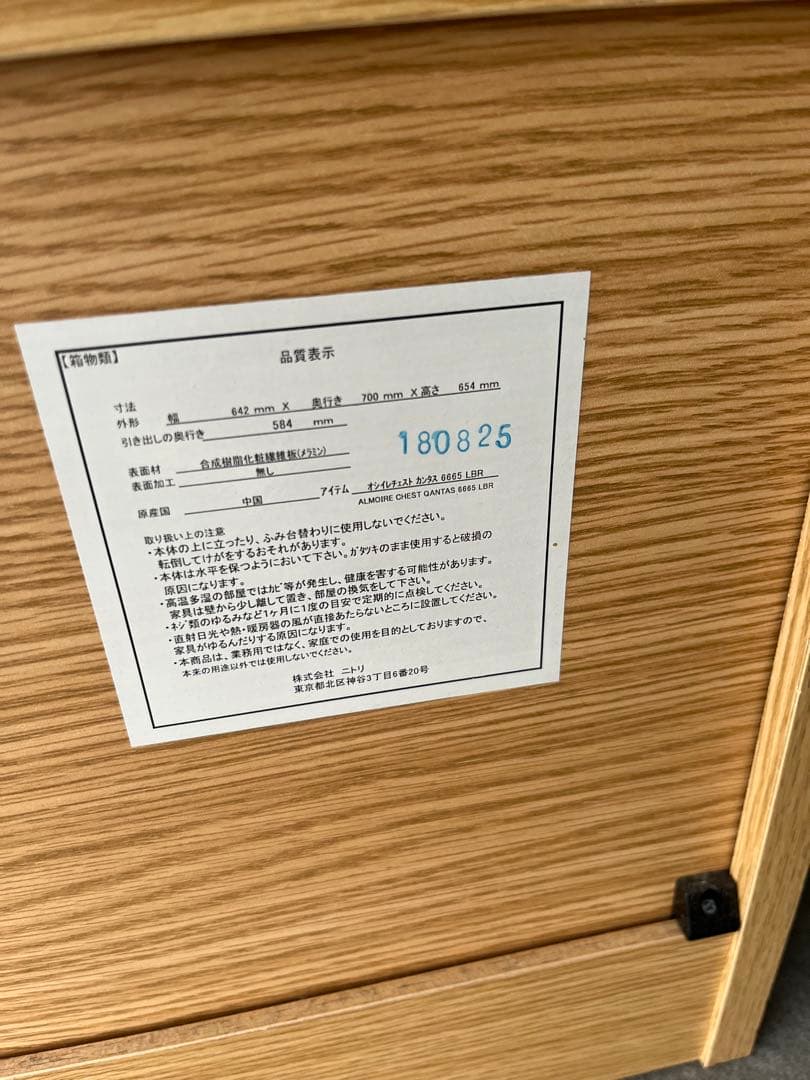 【箱物類】
品質表示
寸法
外形 幅 642 mm X 奥行き 700 mm X 高さ 654 mm
引き出しの奥行き 584 mm
180825
表面材 合成樹脂化粧繊維板(ﾒﾗﾐﾝ)
表面加工 無し
原産国 中国 アイテム ｵｼｲﾚﾁｪｽﾄ ｶﾝﾀｽ 6665 LBR
ALMOIRE CHEST QANTAS 6665 LBR
取り扱い上の注意
・本体の上に立ったり、ふみ台替わりに使用しないでください。
転倒してけがをするおそれがあります。
・本体は水平を保つようにおいて下さい。ｶﾞﾀﾂｷのまま使用すると破損の
原因になります。
・高温多湿の部屋ではｶﾋﾞ等が発生し、健康を害する可能性があります。
家具は壁から少し離して置き、部屋の換気をして下さい。
・ﾈｼﾞ類のゆるみなど1ヶ月に1度の目安で定期的に点検してください。
・直射日光や熱・暖房器の風が直接あたらないところに設置してください。
家具がゆるんだりする原因になります。
・本商品は、業務用ではなく、家庭での使用を目的としておりますので、
本来の用途以外では使用しないでください。
株式会社 ニトリ
東京都北区神谷3丁目6番20号